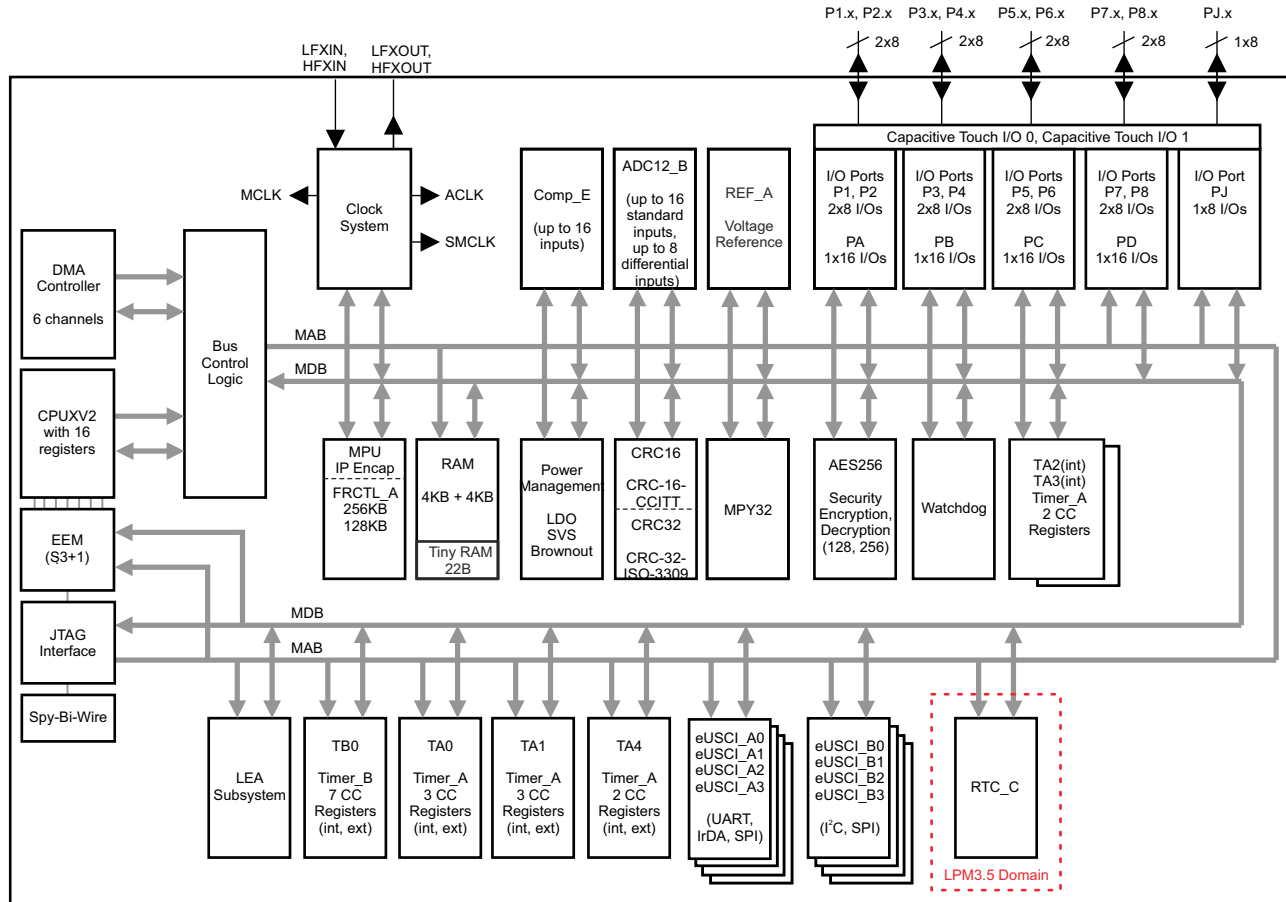 P1.x, P2.x
2x8
P3.x, P4.x
2x8
P5.x, P6.x
2x8
P7.x, P8.x
2x8
PJ.x
1x8
LFXIN,
HFXIN
LFXOUT,
HFXOUT
Capacitive Touch I/O 0, Capacitive Touch I/O 1
MCLK
Clock
System
ACLK
SMCLK
Comp_E
(up to 16
inputs)
ADC12_B
(up to 16
standard
inputs,
up to 8
differential
inputs)
REF_A
Voltage
Reference
I/O Ports
P1, P2
2x8 I/Os
PA
1x16 I/Os
I/O Ports
P3, P4
2x8 I/Os
PB
1x16 I/Os
I/O Ports
P5, P6
2x8 I/Os
PC
1x16 I/Os
I/O Ports
P7, P8
2x8 I/Os
PD
1x16 I/Os
I/O Port
PJ
1x8 I/Os
DMA
Controller
6 channels
Bus
Control
Logic
MAB
MDB
CPUXV2
with 16
registers
MPU
IP Encap
FRCTL_A
256KB
128KB
RAM
4KB + 4KB
Tiny RAM
22B
Power
Management
LDO
SVS
Brownout
CRC16
CRC-16-
CCITT
CRC32
CRC-32-
ISO-3309
MPY32
AES256
Security
Encryption,
Decryption
(128, 256)
Watchdog
TA2(int)
TA3(int)
Timer_A
2 CC
Registers
EEM
(S3+1)
JTAG
Interface
Spy-Bi-Wire
MDB
MAB
LEA
Subsystem
TB0
Timer_B
7 CC
Registers
(int, ext)
TA0
Timer_A
3 CC
Registers
(int, ext)
TA1
Timer_A
3 CC
Registers
(int, ext)
TA4
Timer_A
2 CC
Registers
(int, ext)
eUSCI_A0
eUSCI_A1
eUSCI_A2
eUSCI_A3
(UART,
IrDA, SPI)
eUSCI_B0
eUSCI_B1
eUSCI_B2
eUSCI_B3
(I²C, SPI)
RTC_C
LPM3.5 Domain